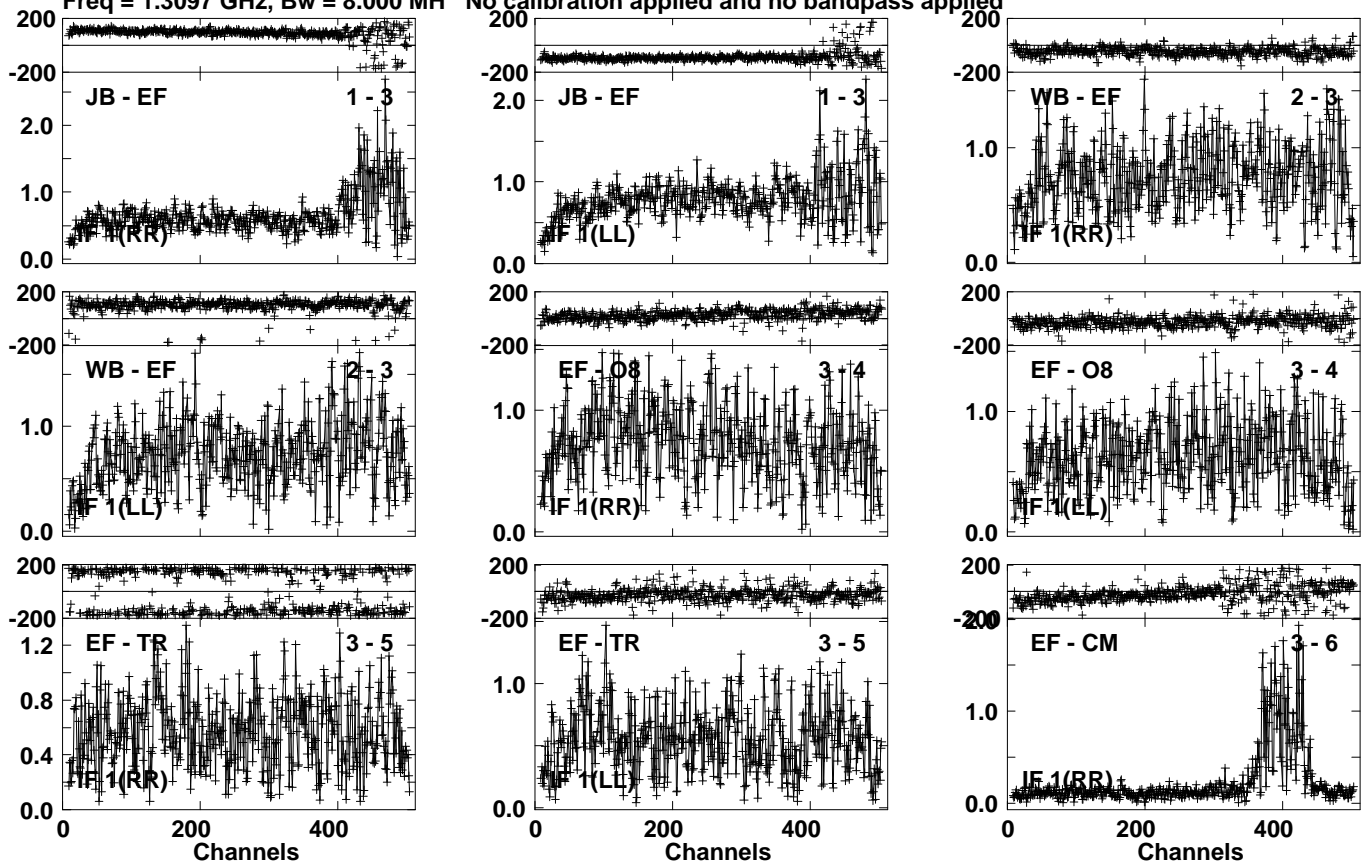 Freq = 1.3097 GHz, Bw = 8.000 MH No calibration applied and no bandpass applied
200
-200
JB - EF 1 - 3
2.0
1.0
IF 1(RR)
0.0
200
-200
JB - EF 1 - 3
2.0
1.0
IF 1(LL)
0.0
200
-200
WB - EF 2 - 3
1.0
IF 1(RR)
0.0
200
-200
WB - EF 2 - 3
1.0
IF 1(LL)
0.0
200
-200
EF - O8 3 - 4
1.0
IF 1(RR)
0.0
200
-200
EF - O8 3 - 4
1.0
IF 1(LL)
0.0
200
-200
EF - TR 3 - 5
1.2
0.8
0.4
IF 1(RR)
0.0
0 200 400
Channels
200
-200
EF - TR 3 - 5
1.0
IF 1(LL)
0.0
0 200 400
Channels
200
-200
2.0
EF - CM 3 - 6
1.0
IF 1(RR)
0.0
0 200 400
Channels